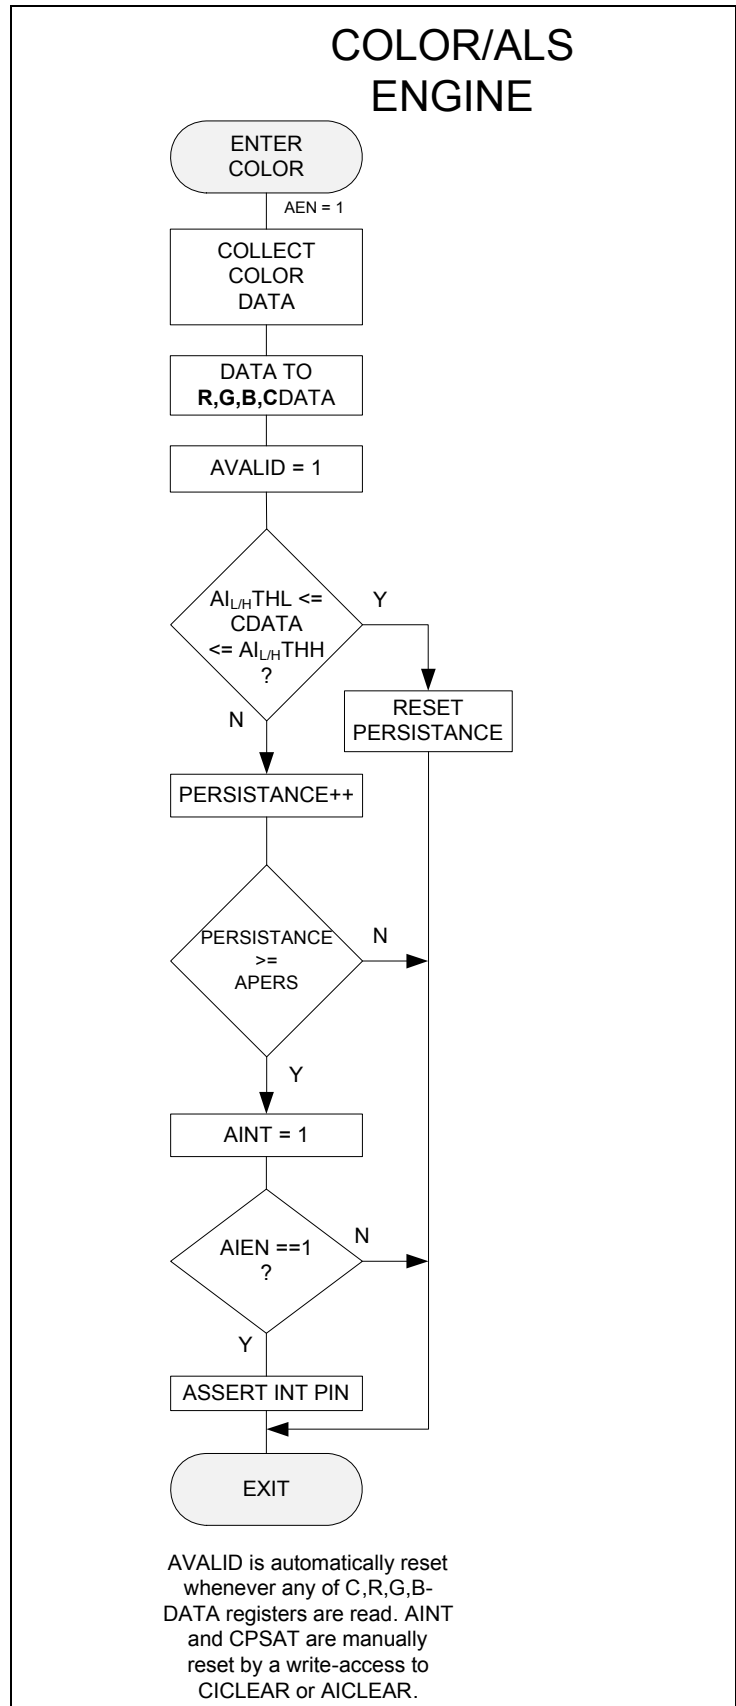 COLOR/ALS
ENGINE
ENTER
COLOR
AEN = 1
COLLECT
COLOR
DATA
DATA TO
R,G,B,CDATA
AVALID = 1
AIL/HTHL <=
CDATA
<= AIL/HTHH
?
Y
N
RESET
PERSISTANCE
PERSISTANCE++
PERSISTANCE
>=
APERS
N
Y
AINT = 1
AIEN ==1
?
N
Y
ASSERT INT PIN
EXIT
AVALID is automatically reset
whenever any of C,R,G,B-
DATA registers are read. AINT
and CPSAT are manually
reset by a write-access to
CICLEAR or AICLEAR.